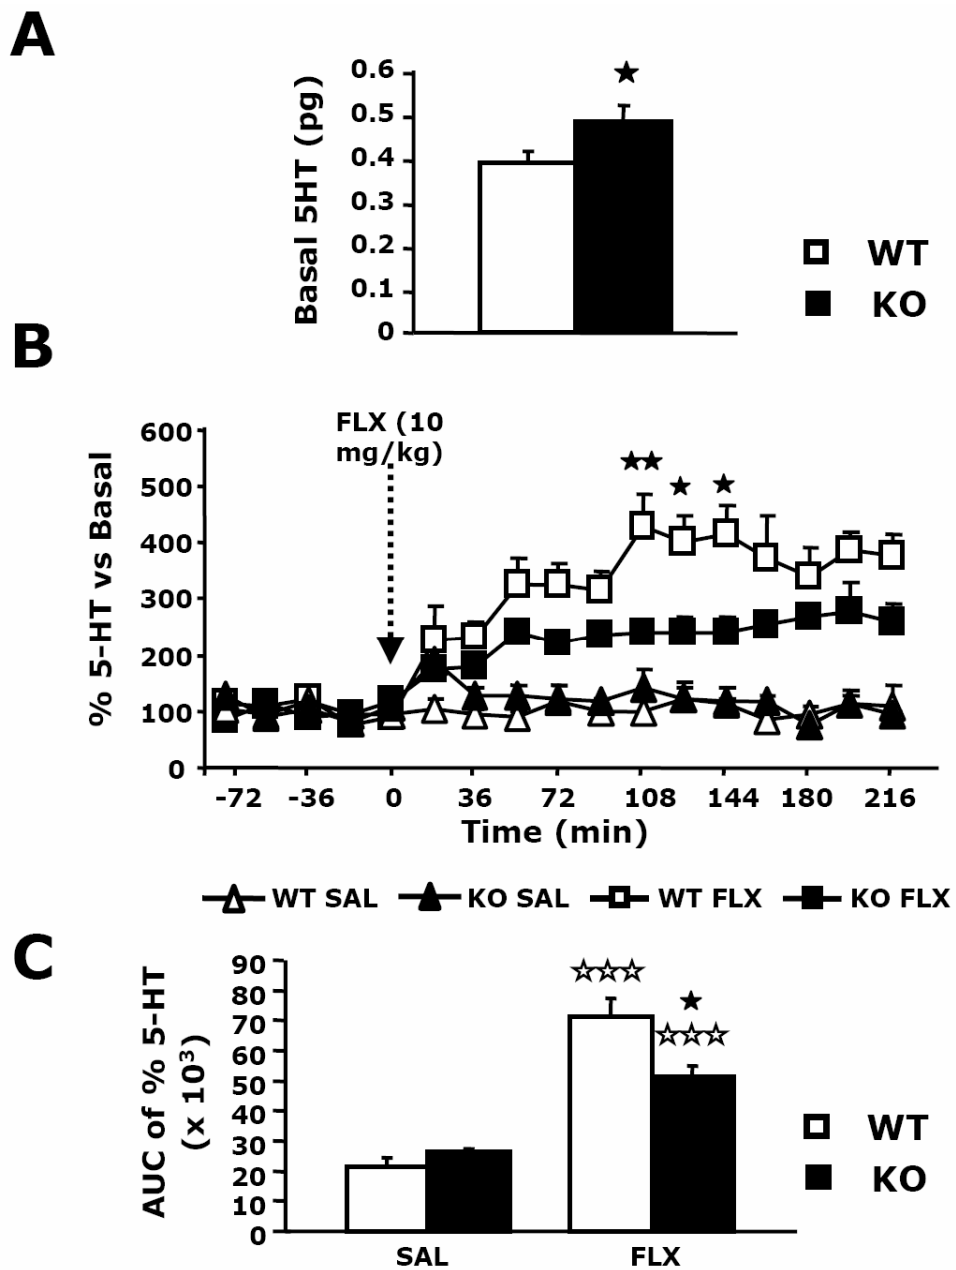 A
Basal 5HT (pg)
0.6
0.5
0.4
0.3
0.2
0.1
0
★
WT
KO
B
% 5-HT vs Basal
600
500
400
300
200
100
0
FLX (10
mg/kg)
★★
★
★
-72 -36 0 36 72 108 144 180 216
Time (min)
WT SAL KO SAL WT FLX KO FLX
C
AUC of % 5-HT
(x 10³)
90
80
70
60
50
40
30
20
10
0
☆☆☆
★
☆☆☆
WT
KO
SAL FLX